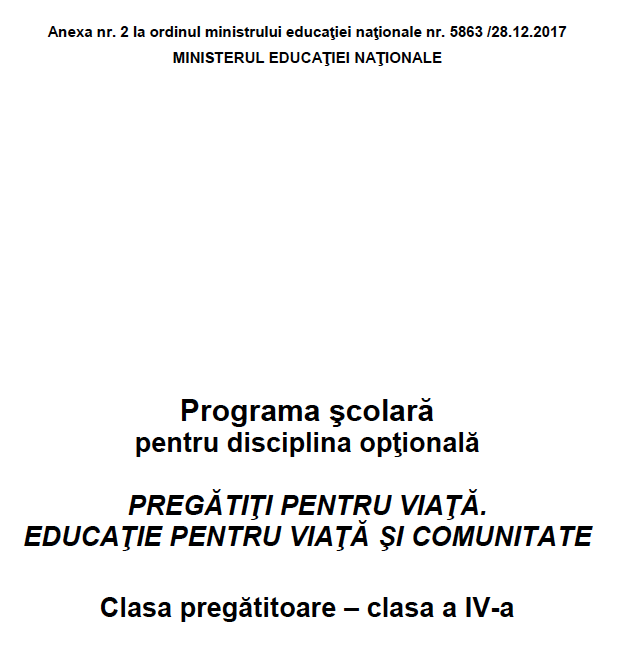 Anexa nr. 2 la ordinul ministrului educaţiei naţionale nr. 5863 /28.12.2017
MINISTERUL EDUCAŢIEI NAŢIONALE
Programa şcolară
pentru disciplina opţională
PREGĂTIŢI PENTRU VIAŢĂ.
EDUCAŢIE PENTRU VIAŢĂ ŞI COMUNITATE
Clasa pregătitoare – clasa a IV-a